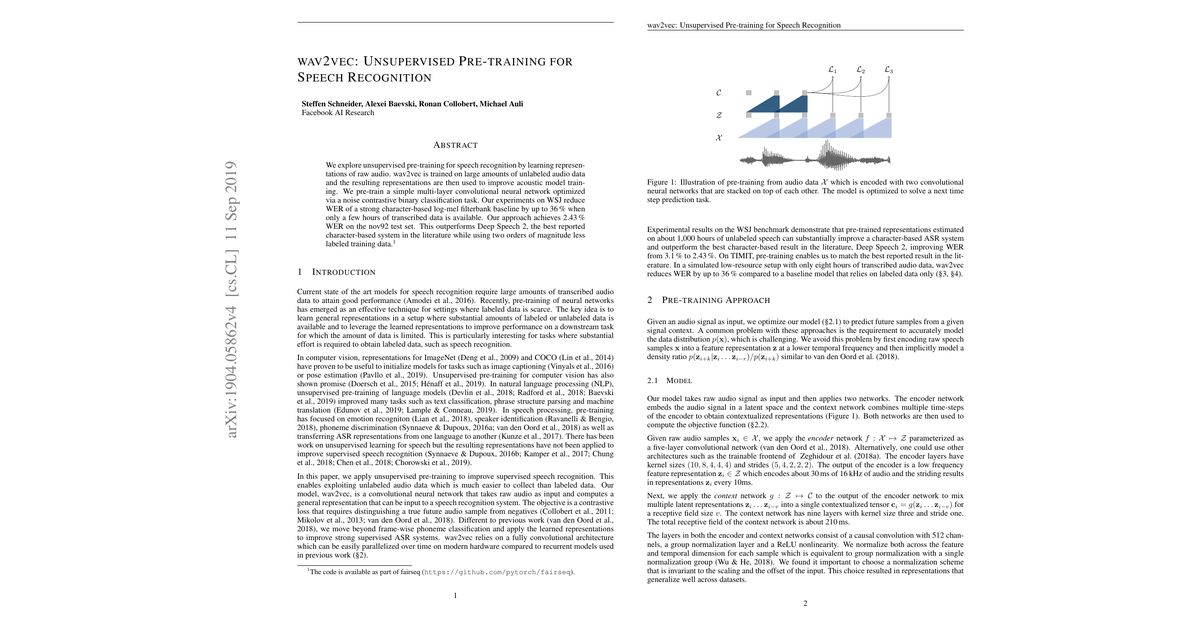 arXiv:1904.05862v4 [cs.CL] 11 Sep 2019
WAV2VEC: UNSUPERVISED PRE-TRAINING FOR
SPEECH RECOGNITION
Steffen Schneider, Alexei Baevski, Ronan Collobert, Michael Auli
Facebook AI Research
ABSTRACT
We explore unsupervised pre-training for speech recognition by learning represen-
tations of raw audio. wav2vec is trained on large amounts of unlabeled audio data
and the resulting representations are then used to improve acoustic model train-
ing. We pre-train a simple multi-layer convolutional neural network optimized
via a noise contrastive binary classification task. Our experiments on WSJ reduce
WER of a strong character-based log-mel filterbank baseline by up to 36 % when
only a few hours of transcribed data is available. Our approach achieves 2.43 %
WER on the nov92 test set. This outperforms Deep Speech 2, the best reported
character-based system in the literature while using two orders of magnitude less
labeled training data.1
1 INTRODUCTION
Current state of the art models for speech recognition require large amounts of transcribed audio
data to attain good performance (Amodei et al., 2016). Recently, pre-training of neural networks
has emerged as an effective technique for settings where labeled data is scarce. The key idea is to
learn general representations in a setup where substantial amounts of labeled or unlabeled data is
available and to leverage the learned representations to improve performance on a downstream task
for which the amount of data is limited. This is particularly interesting for tasks where substantial
effort is required to obtain labeled data, such as speech recognition.
In computer vision, representations for ImageNet (Deng et al., 2009) and COCO (Lin et al., 2014)
have proven to be useful to initialize models for tasks such as image captioning (Vinyals et al., 2016)
or pose estimation (Pavllo et al., 2019). Unsupervised pre-training for computer vision has also
shown promise (Doersch et al., 2015; Hénaff et al., 2019). In natural language processing (NLP),
unsupervised pre-training of language models (Devlin et al., 2018; Radford et al., 2018; Baevski
et al., 2019) improved many tasks such as text classification, phrase structure parsing and machine
translation (Edunov et al., 2019; Lample & Conneau, 2019). In speech processing, pre-training
has focused on emotion recognition (Lian et al., 2018), speaker identification (Ravanelli & Bengio,
2018), phoneme discrimination (Synnaeve & Dupoux, 2016a; van den Oord et al., 2018) as well as
transferring ASR representations from one language to another (Kunze et al., 2017). There has been
work on unsupervised learning for speech but the resulting representations have not been applied to
improve supervised speech recognition (Synnaeve & Dupoux, 2016b; Kamper et al., 2017; Chung
et al., 2018; Chen et al., 2018; Chorowski et al., 2019).
In this paper, we apply unsupervised pre-training to improve supervised speech recognition. This
enables exploiting unlabeled audio data which is much easier to collect than labeled data. Our
model, wav2vec, is a convolutional neural network that takes raw audio as input and computes a
general representation that can be input to a speech recognition system. The objective is a contrastive
loss that requires distinguishing a true future audio sample from negatives (Collobert et al., 2011;
Mikolov et al., 2013; van den Oord et al., 2018). Different to previous work (van den Oord et al.,
2018), we move beyond frame-wise phoneme classification and apply the learned representations
to improve strong supervised ASR systems. wav2vec relies on a fully convolutional architecture
which can be easily parallelized over time on modern hardware compared to recurrent models used
in previous work (§2).
1The code is available as part of fairseq (https://github.com/pytorch/fairseq).
1
wav2vec: Unsupervised Pre-training for Speech Recognition
L1 L2 L3
C
Z
X
Figure 1: Illustration of pre-training from audio data X which is encoded with two convolutional
neural networks that are stacked on top of each other. The model is optimized to solve a next time
step prediction task.
Experimental results on the WSJ benchmark demonstrate that pre-trained representations estimated
on about 1,000 hours of unlabeled speech can substantially improve a character-based ASR system
and outperform the best character-based result in the literature, Deep Speech 2, improving WER
from 3.1 % to 2.43 %. On TIMIT, pre-training enables us to match the best reported result in the lit-
erature. In a simulated low-resource setup with only eight hours of transcribed audio data, wav2vec
reduces WER by up to 36 % compared to a baseline model that relies on labeled data only (§3, §4).
2 PRE-TRAINING APPROACH
Given an audio signal as input, we optimize our model (§2.1) to predict future samples from a given
signal context. A common problem with these approaches is the requirement to accurately model
the data distribution p(x), which is challenging. We avoid this problem by first encoding raw speech
samples x into a feature representation z at a lower temporal frequency and then implicitly model a
density ratio p(zi+k|zi . . . zi−r)/p(zi+k) similar to van den Oord et al. (2018).
2.1 MODEL
Our model takes raw audio signal as input and then applies two networks. The encoder network
embeds the audio signal in a latent space and the context network combines multiple time-steps
of the encoder to obtain contextualized representations (Figure 1). Both networks are then used to
compute the objective function (§2.2).
Given raw audio samples xi ∈ X, we apply the encoder network f : X ↦ Z parameterized as
a five-layer convolutional network (van den Oord et al., 2018). Alternatively, one could use other
architectures such as the trainable frontend of Zeghidour et al. (2018a). The encoder layers have
kernel sizes (10, 8, 4, 4, 4) and strides (5, 4, 2, 2, 2). The output of the encoder is a low frequency
feature representation zi ∈ Z which encodes about 30 ms of 16 kHz of audio and the striding results
in representations zi every 10ms.
Next, we apply the context network g : Z ↦ C to the output of the encoder network to mix
multiple latent representations zi . . . zi−v into a single contextualized tensor ci = g(zi . . . zi−v) for
a receptive field size v. The context network has nine layers with kernel size three and stride one.
The total receptive field of the context network is about 210 ms.
The layers in both the encoder and context networks consist of a causal convolution with 512 chan-
nels, a group normalization layer and a ReLU nonlinearity. We normalize both across the feature
and temporal dimension for each sample which is equivalent to group normalization with a single
normalization group (Wu & He, 2018). We found it important to choose a normalization scheme
that is invariant to the scaling and the offset of the input. This choice resulted in representations that
generalize well across datasets.
2